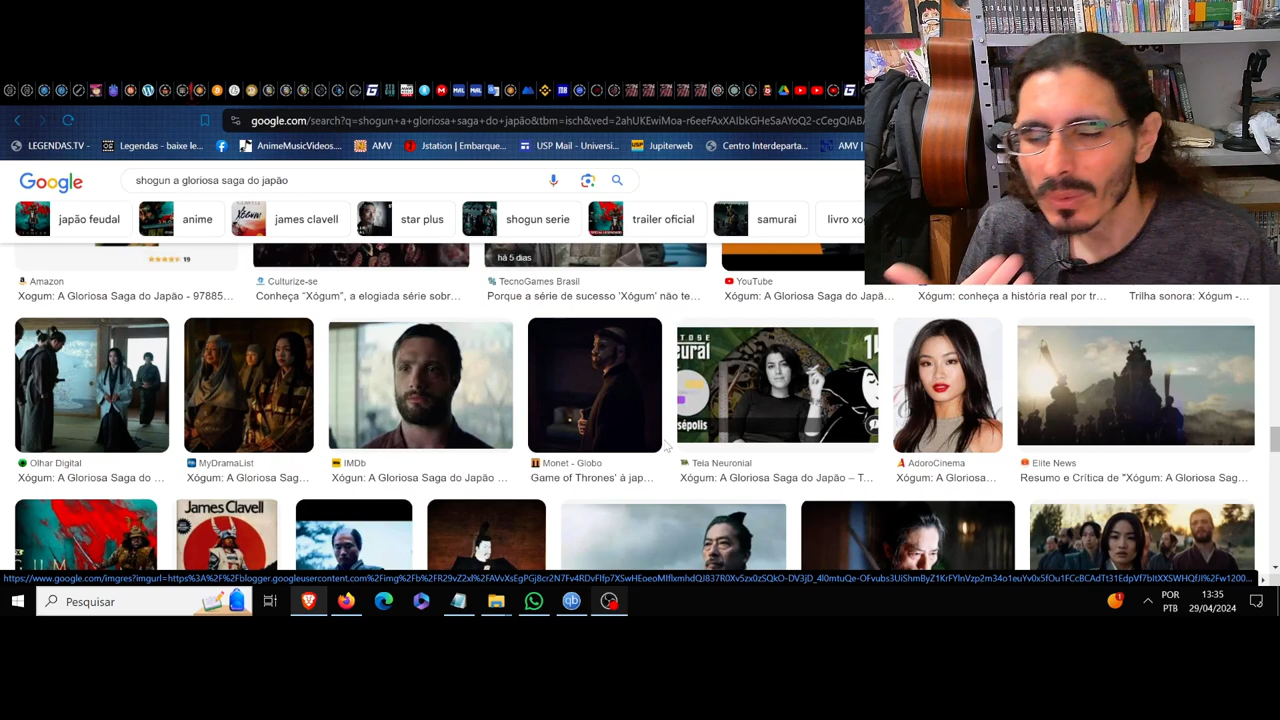 google.com/search?q=shogun+a+gloriosa+saga+do+japão&tbm=isch&ved=2ahUKEwiMoa-r6eeFAxXAIbkGHeSaAYoQ2-cCegQIABA
LEGENDAS.TV -
Legendas - baixe le...
AnimeMusicVideos....
AMV
Jstation | Embarque...
USP Mail - Universi...
Jupiterweb
Centro Interdeparta...
AMV |
Google
shogun a gloriosa saga do japão
japão feudal
anime
james clavell
star plus
shogun serie
trailer oficial
samurai
livro xo
19
há 5 dias
Amazon
Culturize-se
TecnoGames Brasil
YouTube
Xógum: A Gloriosa Saga do Japão - 97885...
Conheça “Xógum”, a elogiada série sobr...
Porque a série de sucesso 'Xógum' não te...
Xógum: A Gloriosa Saga do Japã...
Xógum: conheça a história real por tr...
Trilha sonora: Xógum -...
Olhar Digital
MyDramaList
IMDb
Monet - Globo
Teia Neuronial
AdoroCinema
Elite News
Xógum: A Gloriosa Saga do ...
Xógum: A Gloriosa Sag...
Xógun: A Gloriosa Saga do Japão ...
Game of Thrones' à jap...
Xógum: A Gloriosa Saga do Japão – T...
Xógum: A Gloriosa...
Resumo e Crítica de "Xógum: A Gloriosa Sag...
James Clavell
Pesquisar
POR
PTB
13:35
29/04/2024